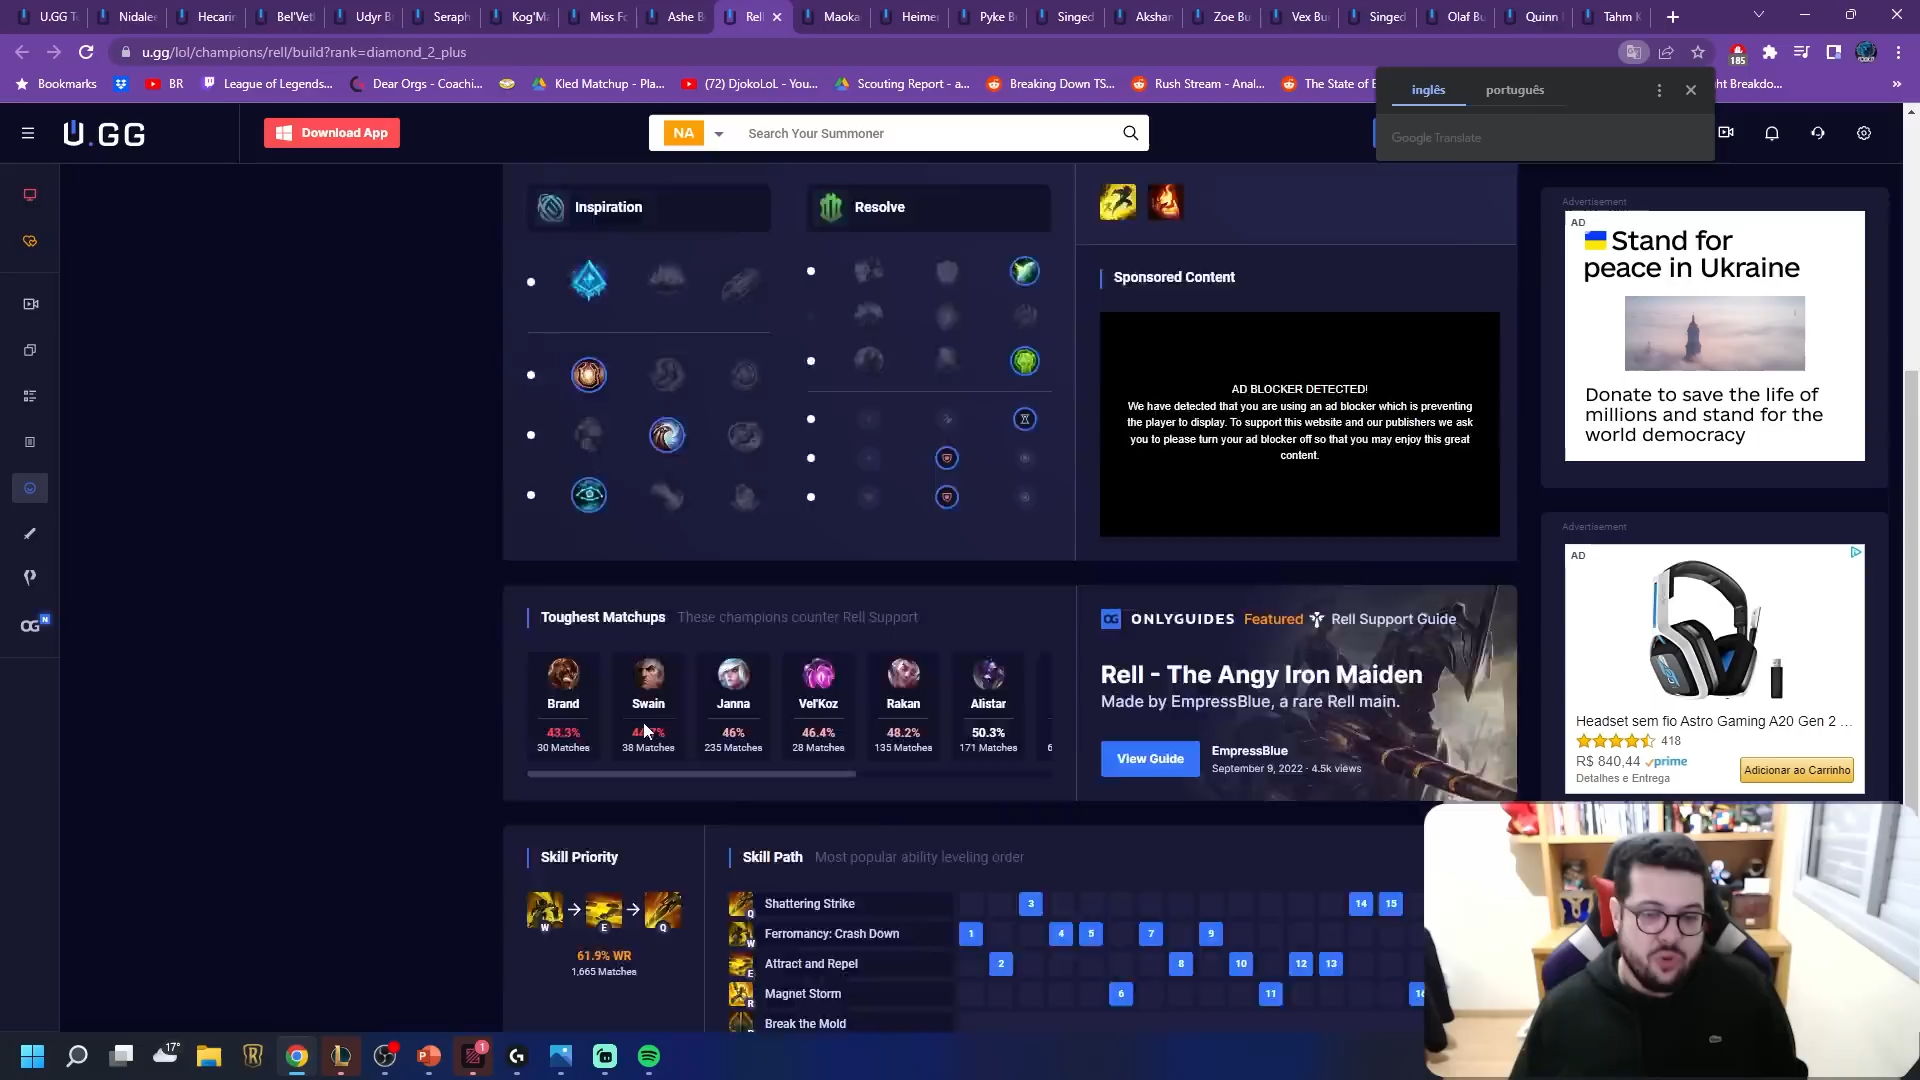 U.GG T
Nidale
Hecarir
Bel'Vet
Udyr B
Seraph
Kog'M
Miss Fo
Ashe B
Rel
Maoka
Heimer
Pyke B
Singed
Akshan
Zoe Bu
Vex Bui
Singed
Olaf Bu
Quinn
Tahm K
u.gg/lol/champions/rell/build?rank=diamond_2_plus
185
Bookmarks
BR
League of Legends...
Dear Orgs - Coachi...
Kled Matchup - Pla...
(72) DjokoLoL - You...
Scouting Report - a...
Breaking Down TS...
Rush Stream - Anal...
The State of E
ht Breakdo...
inglês
português
Google Translate
U.GG
Download App
NA
Search Your Summoner
Inspiration
Resolve
Sponsored Content
AD BLOCKER DETECTED!
We have detected that you are using an ad blocker which is preventing
the player to display. To support this website and our publishers we ask
you to please turn your ad blocker off so that you may enjoy this great
content.
Advertisement
AD
Stand for
peace in Ukraine
Donate to save the life of
millions and stand for the
world democracy
Advertisement
AD
Headset sem fio Astro Gaming A20 Gen 2 ...
418
R$ 840,44 prime
Detalhes e Entrega
Adicionar ao Carrinho
Toughest Matchups These champions counter Rell Support
Brand
Swain
Janna
Vel'Koz
Rakan
Alistar
43.3%
46%
46.4%
48.2%
50.3%
30 Matches
38 Matches
235 Matches
28 Matches
135 Matches
171 Matches
6
OG ONLYGUIDES Featured Rell Support Guide
Rell - The Angy Iron Maiden
Made by EmpressBlue, a rare Rell main.
View Guide
EmpressBlue
September 9, 2022 · 4.5k views
OG N
Skill Priority
W
E
Q
61.9% WR
1,665 Matches
Skill Path Most popular ability leveling order
Q Shattering Strike 3 14 15
W Ferromancy: Crash Down 1 4 5 7 9
E Attract and Repel 2 8 10 12 13
R Magnet Storm 6 11 16
Break the Mold
17°
1